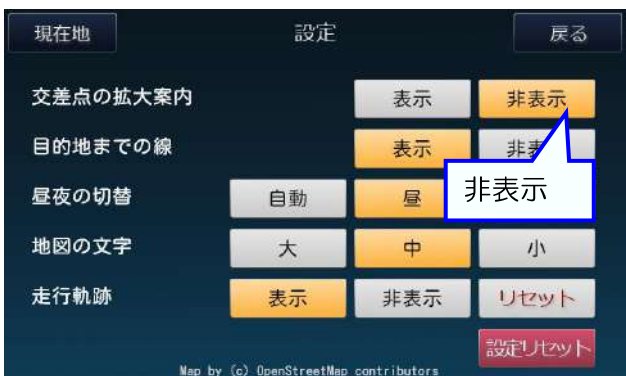 現在地 設定 戻る
交差点の拡大案内 表示 非表示
目的地までの線 表示 非
非表示
昼夜の切替 自動 昼
地図の文字 大 中 小
走行軌跡 表示 非表示 リセット
設定リセット
Map by (c) OpenStreetMap contributors